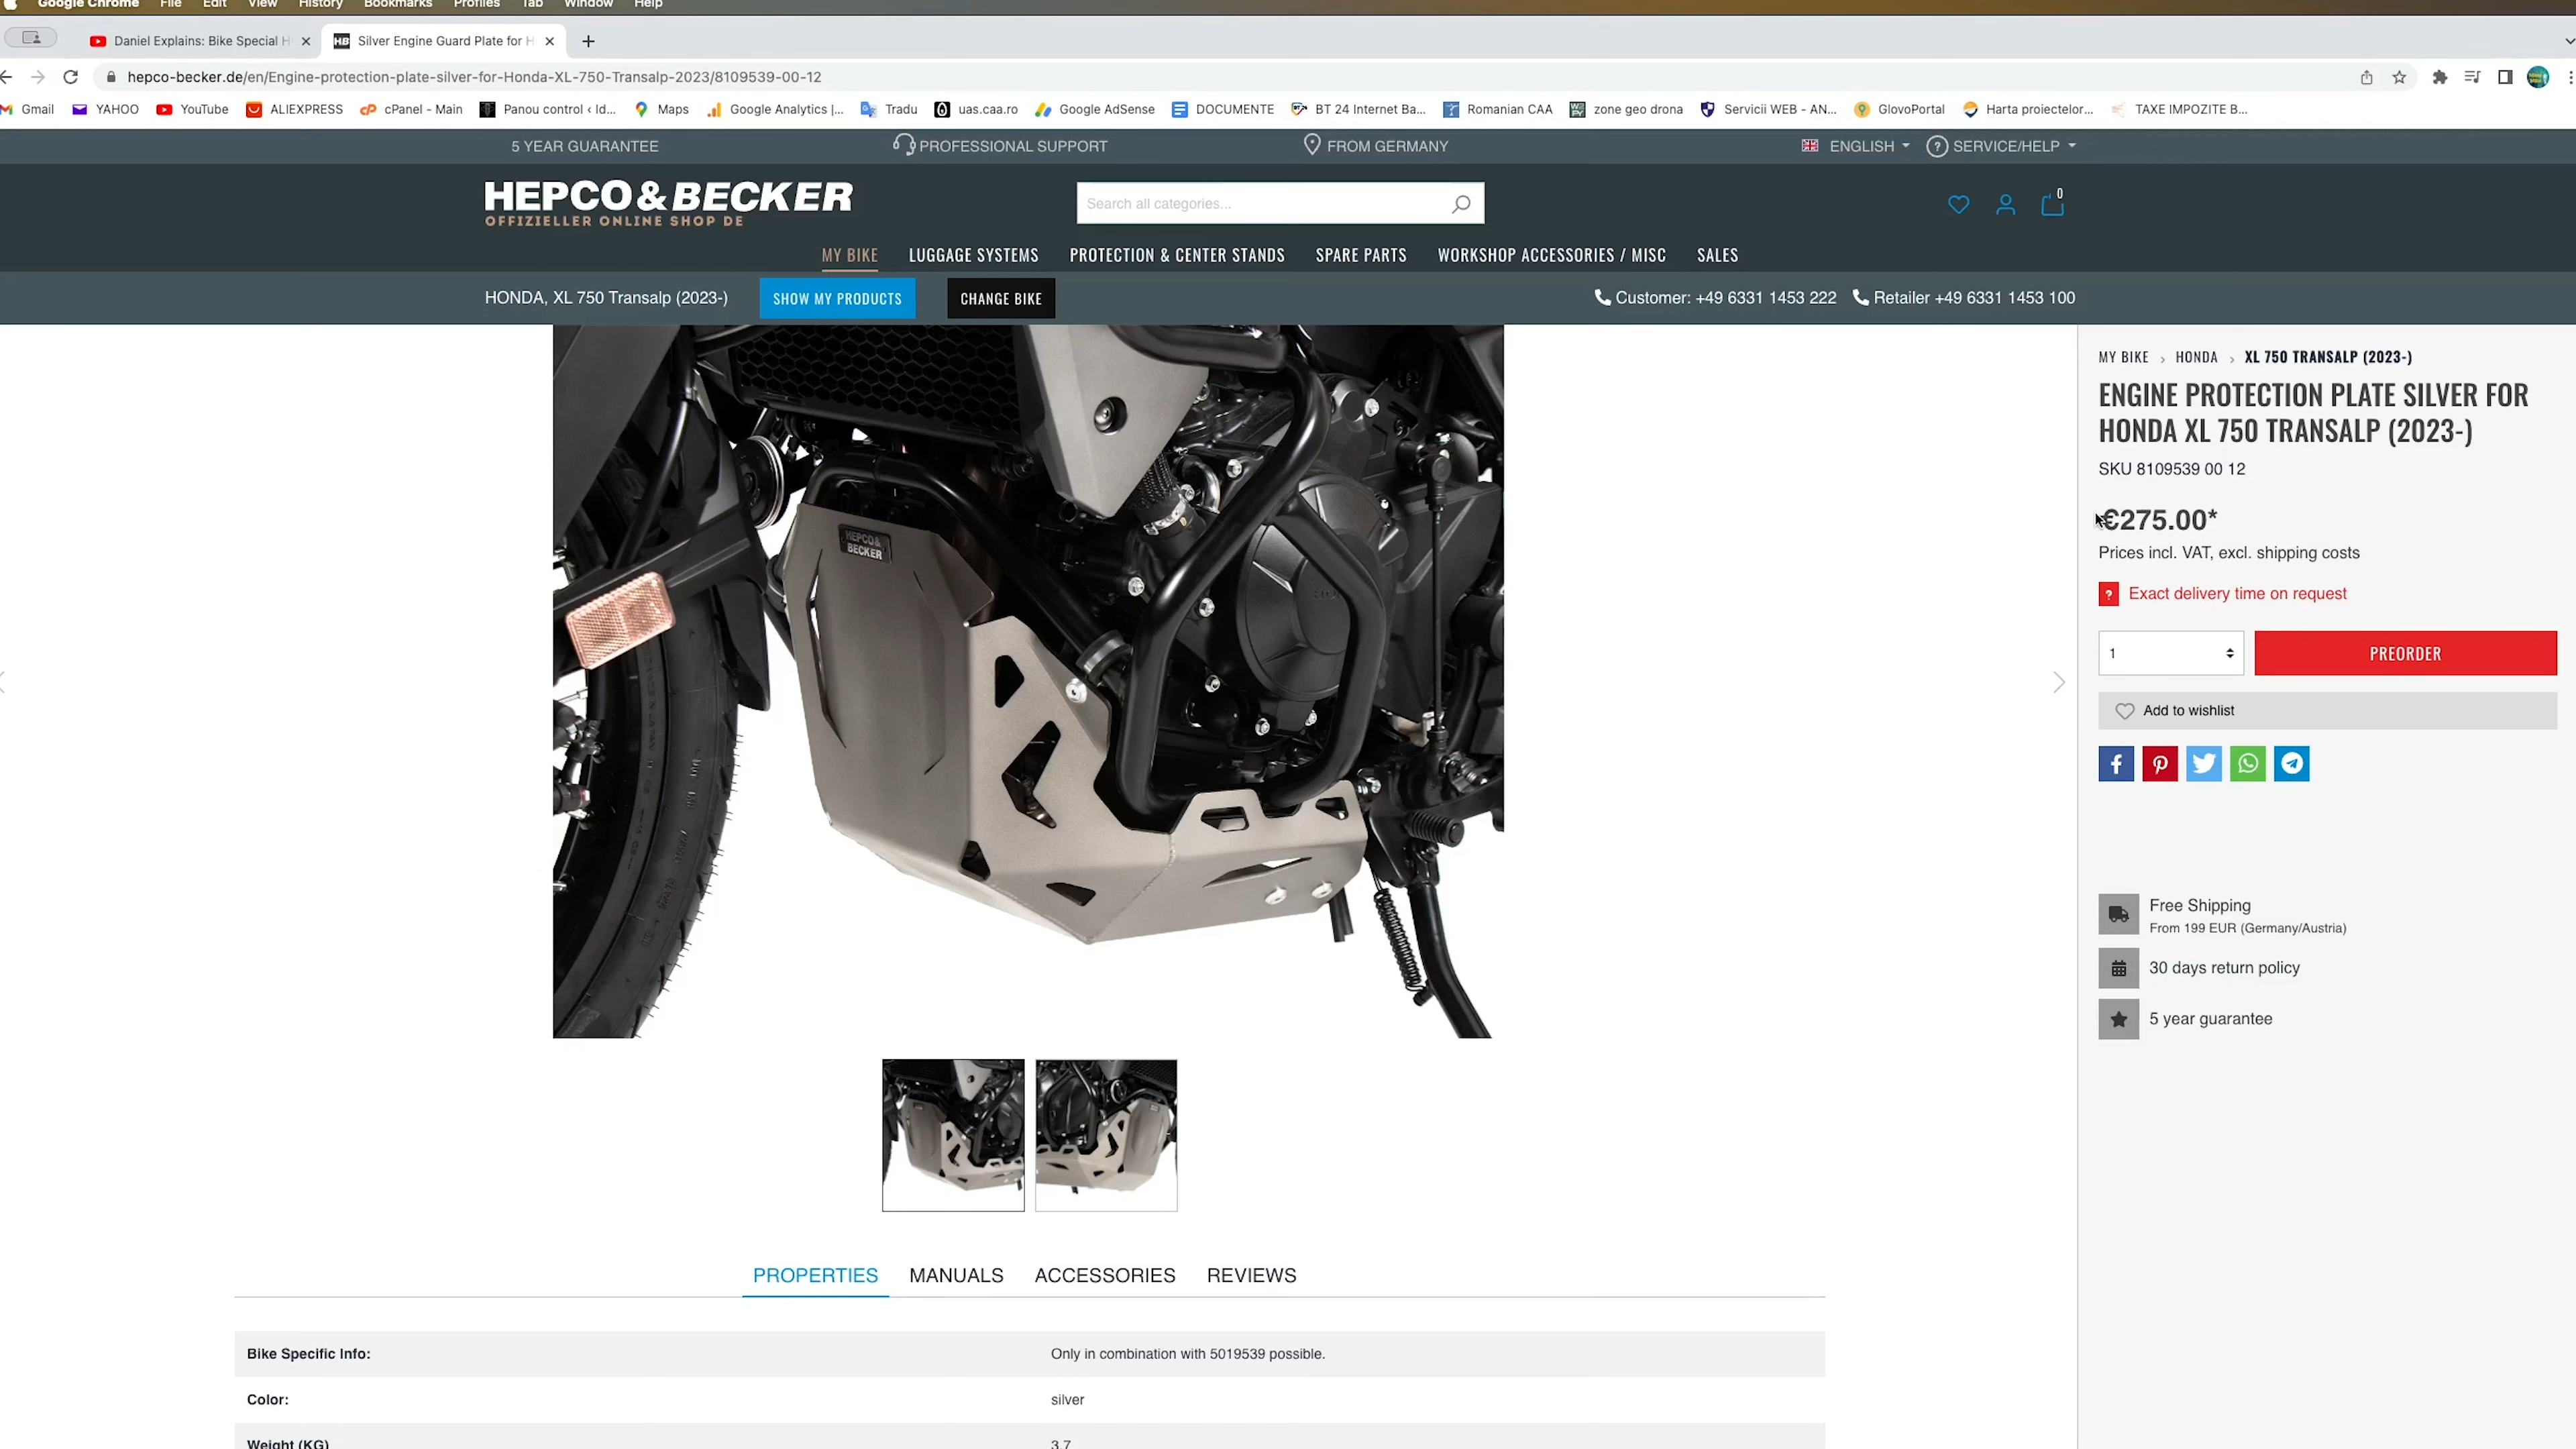 Google Chrome File Edit View History Bookmarks Profiles Tab Window Help
Daniel Explains: Bike Special H
Silver Engine Guard Plate for H
hepco-becker.de/en/Engine-protection-plate-silver-for-Honda-XL-750-Transalp-2023/8109539-00-12
Gmail YAHOO YouTube ALIEXPRESS cPanel - Main Panou control ‹ Id... Maps Google Analytics |... Tradu uas.caa.ro Google AdSense DOCUMENTE BT 24 Internet Ba... Romanian CAA zone geo drona Servicii WEB - AN... GlovoPortal Harta proiectelor... TAXE IMPOZITE B...
5 YEAR GUARANTEE PROFESSIONAL SUPPORT FROM GERMANY ENGLISH SERVICE/HELP
HEPCO&BECKER
OFFIZIELLER ONLINE SHOP DE
Search all categories...
0
MY BIKE LUGGAGE SYSTEMS PROTECTION & CENTER STANDS SPARE PARTS WORKSHOP ACCESSORIES / MISC SALES
HONDA, XL 750 Transalp (2023-) SHOW MY PRODUCTS CHANGE BIKE Customer: +49 6331 1453 222 Retailer +49 6331 1453 100
HEPCO&
BECKER
MY BIKE › HONDA › XL 750 TRANSALP (2023-)
ENGINE PROTECTION PLATE SILVER FOR
HONDA XL 750 TRANSALP (2023-)
SKU 8109539 00 12
€275.00*
Prices incl. VAT, excl. shipping costs
? Exact delivery time on request
1 PREORDER
Add to wishlist
Free Shipping
From 199 EUR (Germany/Austria)
30 days return policy
5 year guarantee
PROPERTIES MANUALS ACCESSORIES REVIEWS
Bike Specific Info: Only in combination with 5019539 possible.
Color: silver
Weight (KG) 3.7